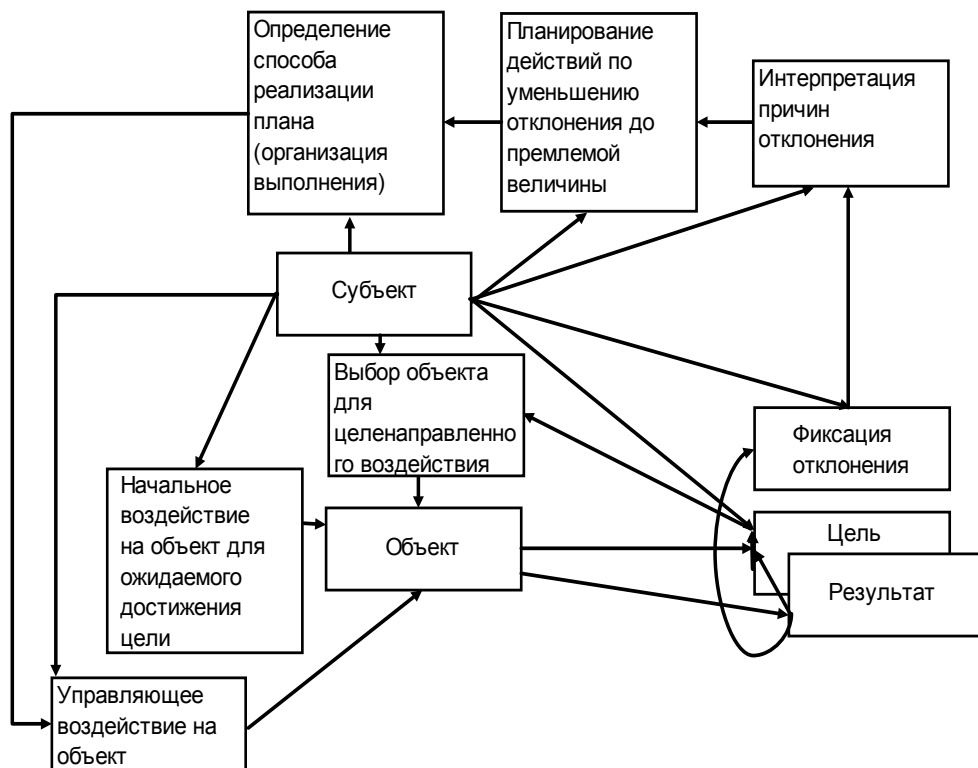 Определение
способа
реализации
плана
(организация
выполнения)
Планирование
действий по
уменьшению
отклонения до
премлемой
величины
Интерпретация
причин
отклонения
Субъект
Выбор объекта
для
целенаправленно
го воздействия
Фиксация
отклонения
Начальное
воздействие
на объект для
ожидаемого
достижения
цели
Объект
Цель
Результат
Управляющее
воздействие на
объект